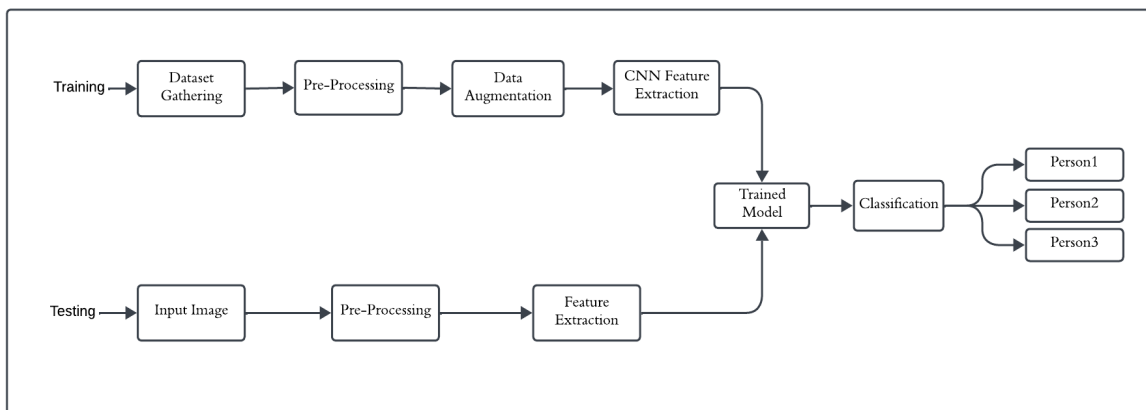 Training
Dataset
Gathering
Pre-Processing
Data
Augmentation
CNN Feature
Extraction
Trained
Model
Classification
Person1
Person2
Person3
Testing
Input Image
Pre-Processing
Feature
Extraction